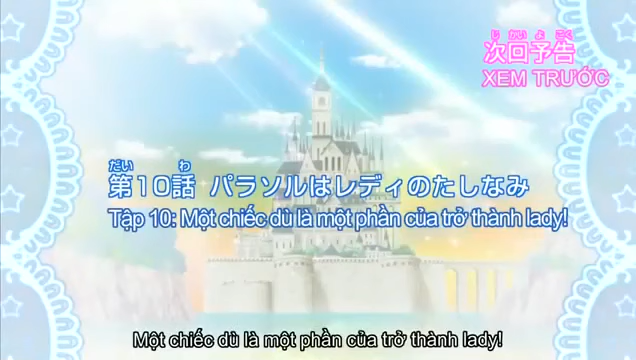 じかいよこく
次回予告
XEM TRƯỚC
だいわ
第10話 パラソルはレディのたしなみ
Tập 10: Một chiếc dù là một phần của trở thành lady!
Một chiếc dù là một phần của trở thành lady!